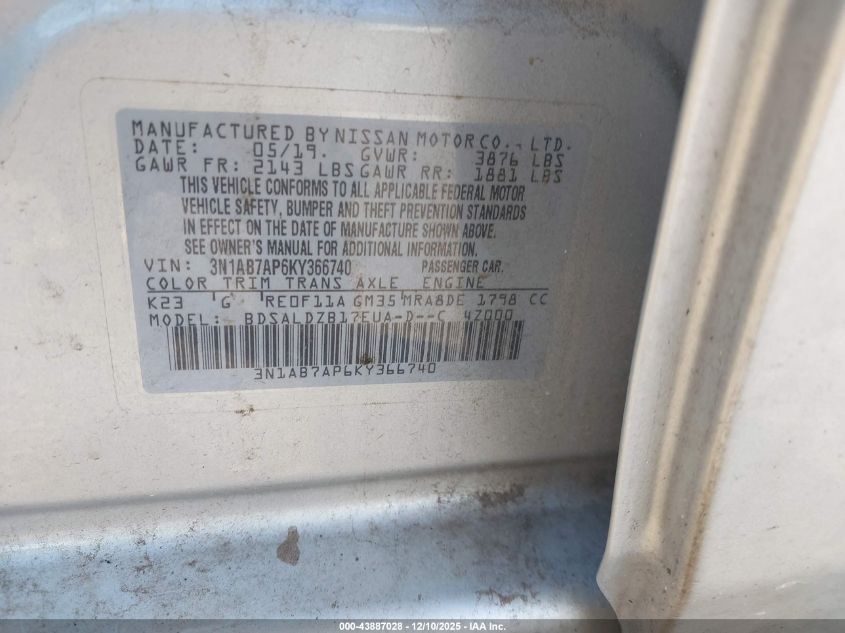 MANUFACTURED BY NISSAN MOTOR CO., LTD.
DATE: 05/19. GVWR: 3876 LBS
GAWR FR: 2143 LBS GAWR RR: 1881 LBS
THIS VEHICLE CONFORMS TO ALL APPLICABLE FEDERAL MOTOR
VEHICLE SAFETY, BUMPER AND THEFT PREVENTION STANDARDS
IN EFFECT ON THE DATE OF MANUFACTURE SHOWN ABOVE.
SEE OWNER'S MANUAL FOR ADDITIONAL INFORMATION.
VIN: 3N1AB7AP6KY366740 PASSENGER CAR.
COLOR TRIM TRANS AXLE ENGINE
K23 G RE0F11A GM35 MRA8DE 1798 CC
MODEL: BDSALDZB17EUA-D--C 4Z000
3N1AB7AP6KY366740
000-43887028 - 12/10/2025 - IAA Inc.